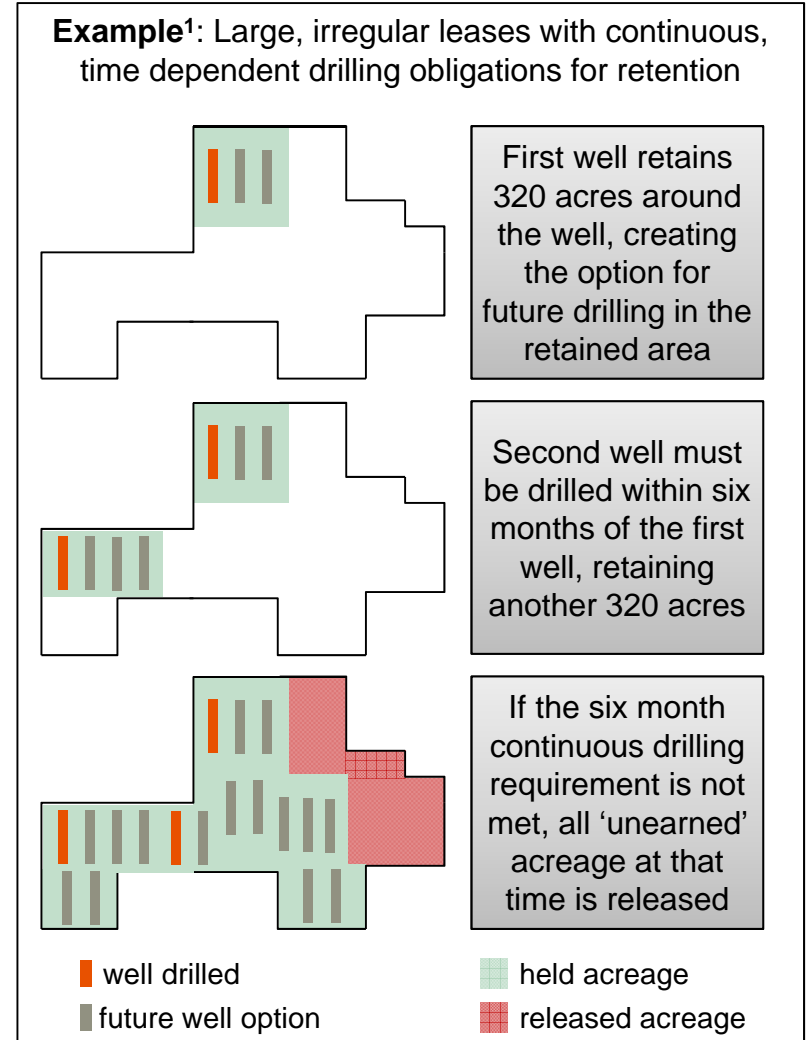 Example¹: Large, irregular leases with continuous,
time dependent drilling obligations for retention
First well retains
320 acres around
the well, creating
the option for
future drilling in the
retained area
Second well must
be drilled within six
months of the first
well, retaining
another 320 acres
If the six month
continuous drilling
requirement is not
met, all ‘unearned’
acreage at that
time is released
well drilled
future well option
held acreage
released acreage